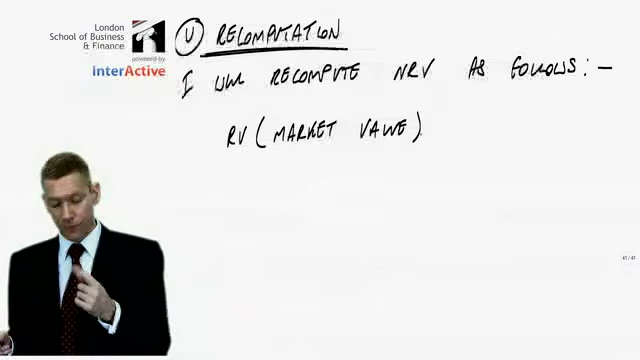 London
School of Business
& Finance
powered by
InterActive
(V) RECOMPUTATION
I WILL RECOMPUTE NRV AS FOLLOWS :-
RV (MARKET VALUE)
41 / 41